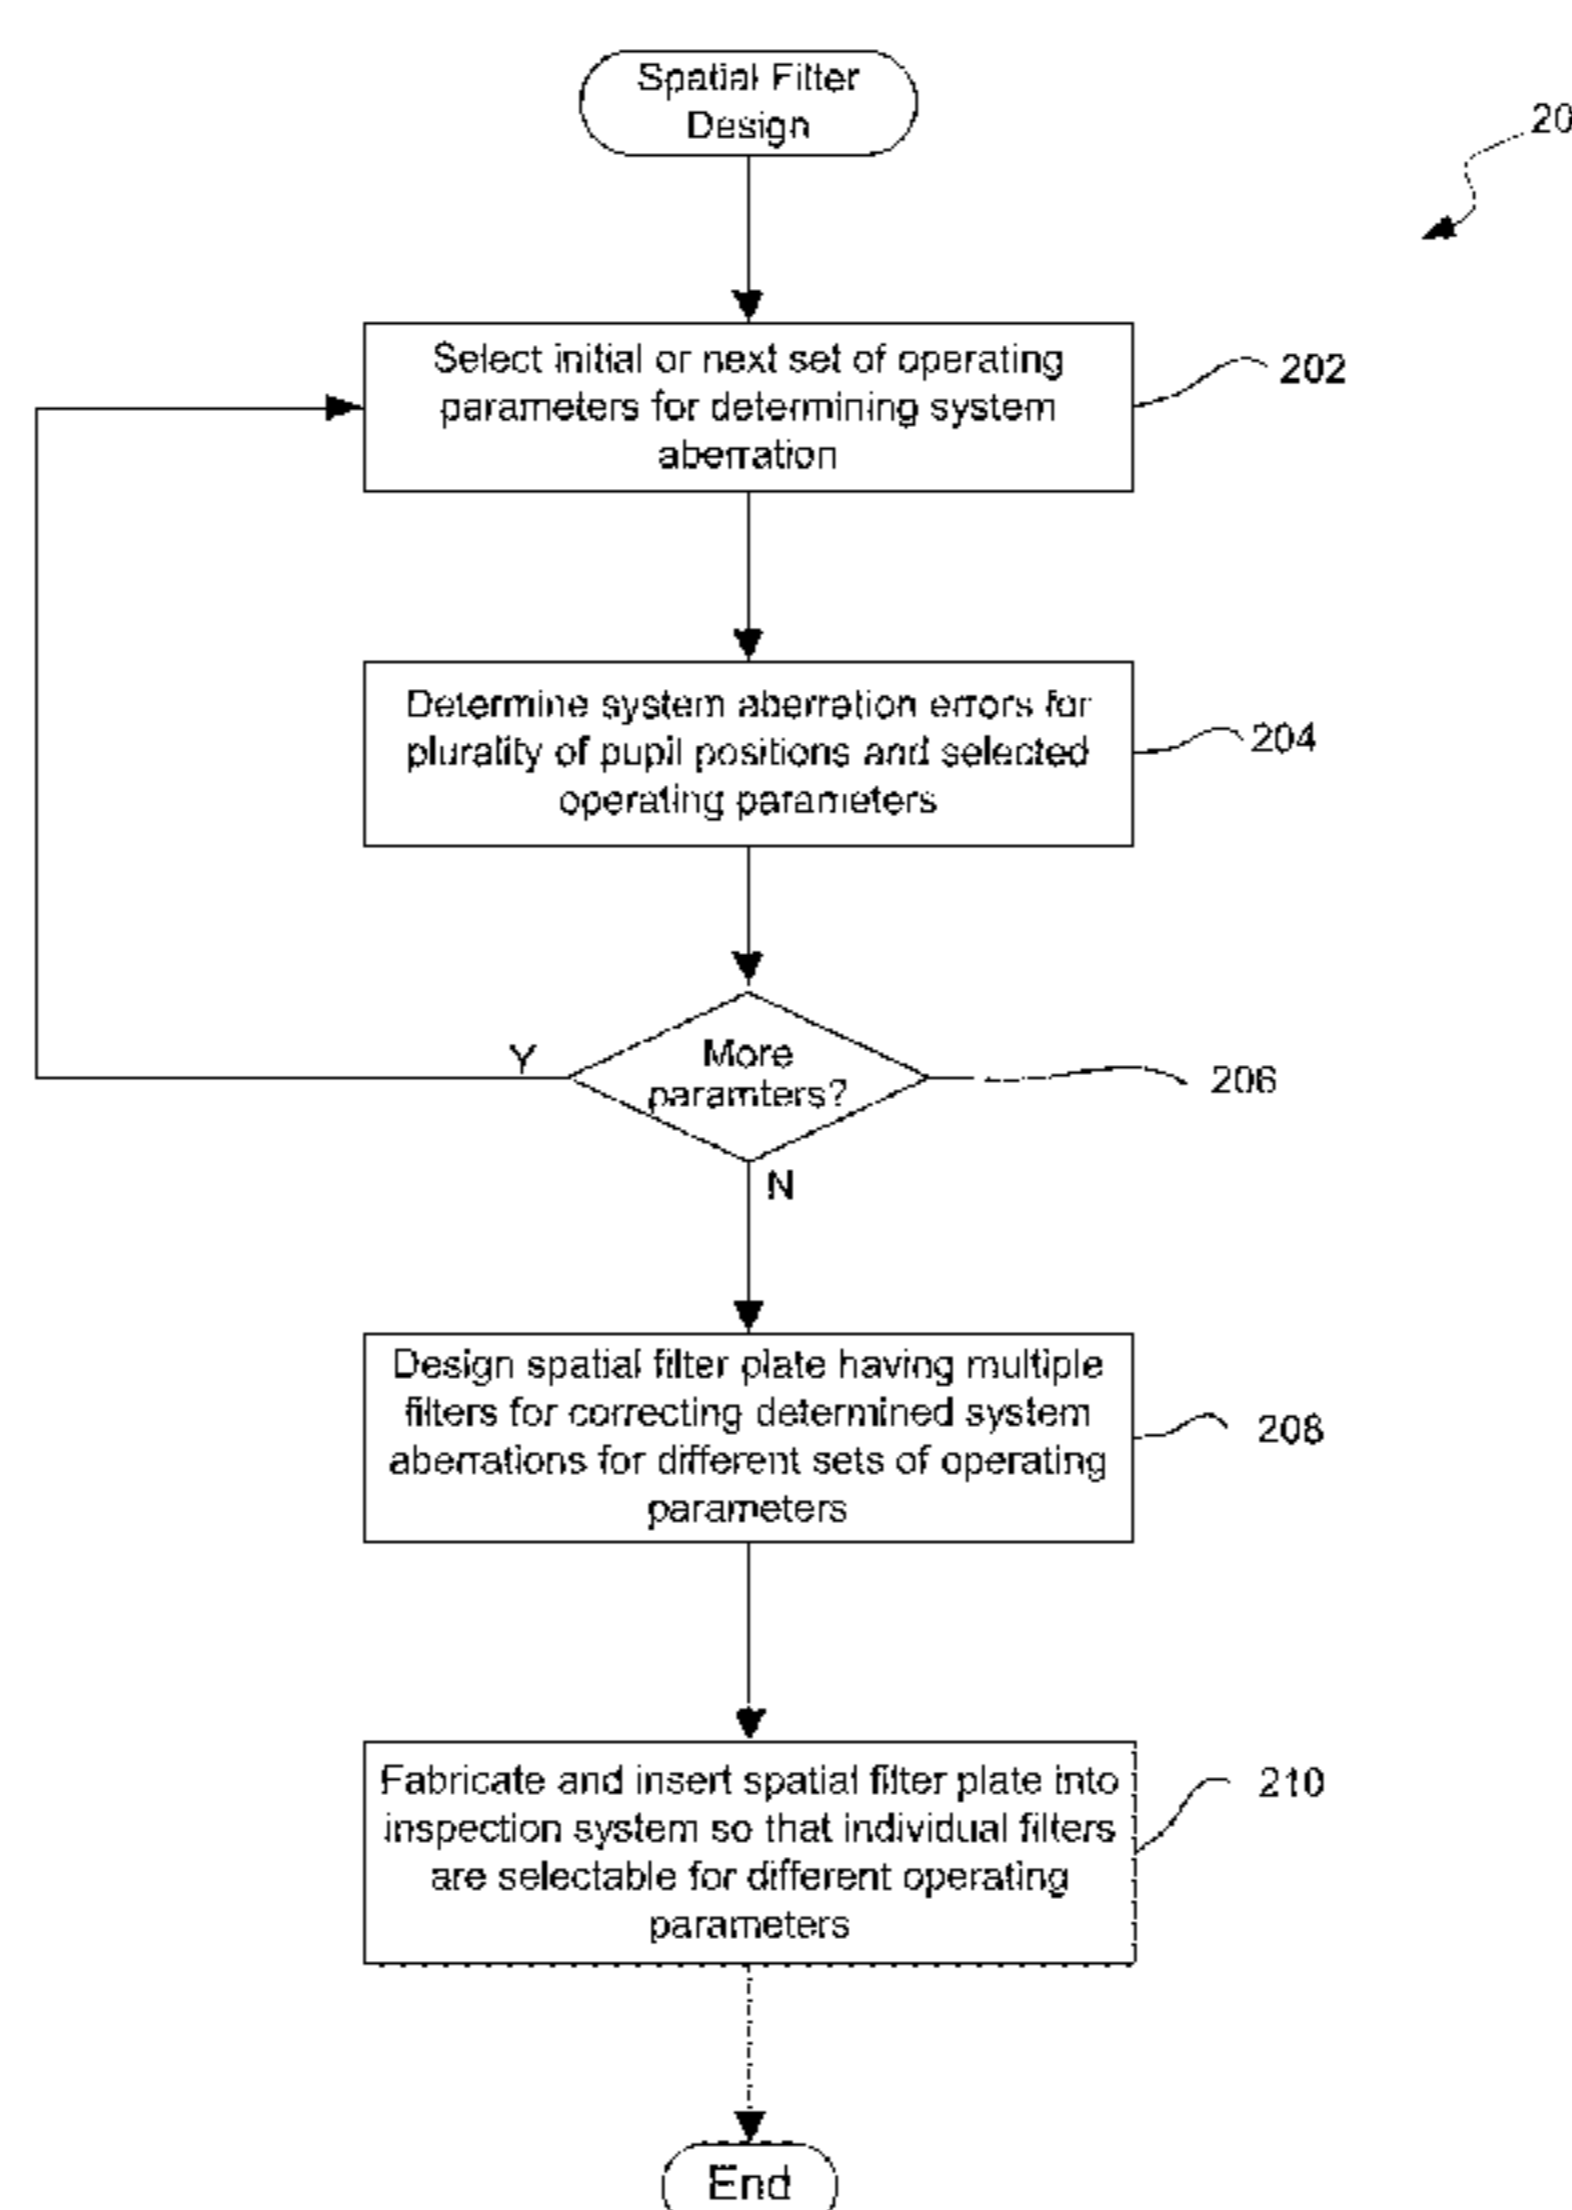 Spatial Filter
Design
20
Select initial or next set of operating
parameters for determining system
aberration
202
Determine system aberration errors for
plurality of pupil positions and selected
operating parameters
204
More
paramters?
Y
206
N
Design spatial filter plate having multiple
filters for correcting determined system
aberrations for different sets of operating
parameters
208
Fabricate and insert spatial filter plate into
inspection system so that individual filters
are selectable for different operating
parameters
210
End